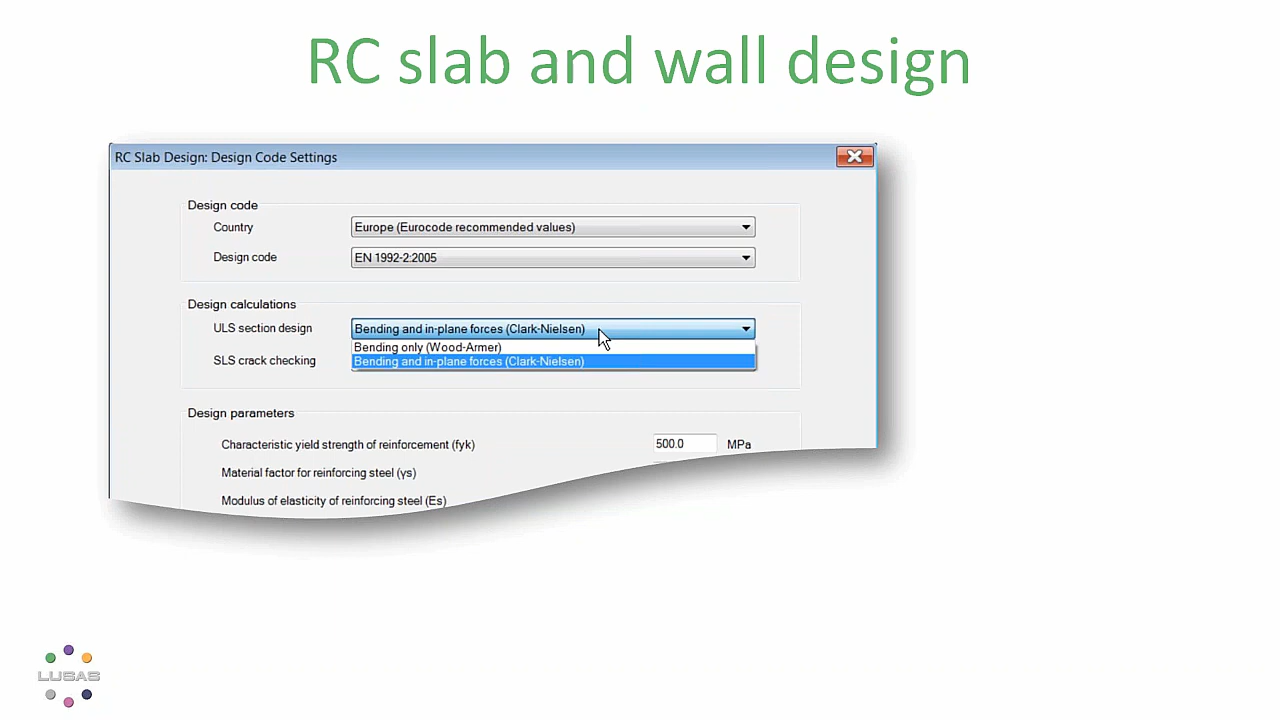 RC slab and wall design
RC Slab Design: Design Code Settings
Design code
Country
Europe (Eurocode recommended values)
Design code
EN 1992-2:2005
Design calculations
ULS section design
Bending and in-plane forces (Clark-Nielsen)
Bending only (Wood-Armer)
SLS crack checking
Bending and in-plane forces (Clark-Nielsen)
Design parameters
Characteristic yield strength of reinforcement (fyk)
500.0
MPa
Material factor for reinforcing steel (γs)
Modulus of elasticity of reinforcing steel (Es)
LUSAS